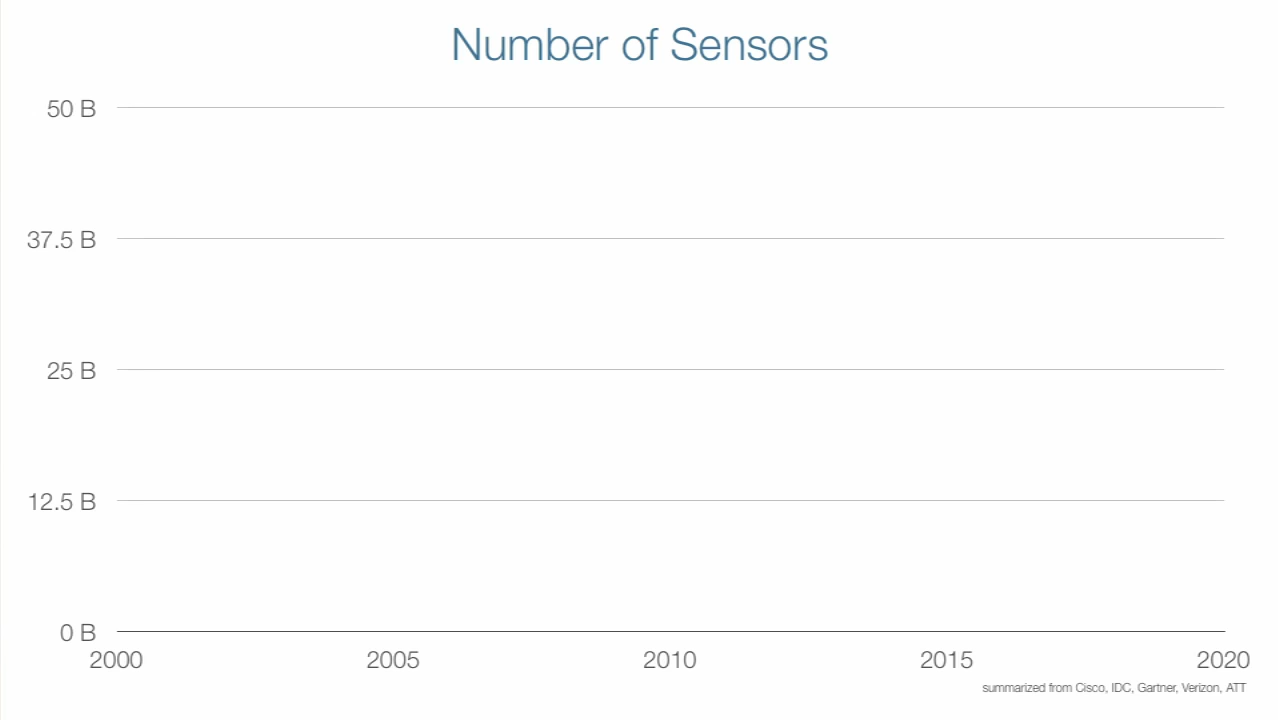 Number of Sensors
50 B
37.5 B
25 B
12.5 B
0 B
2000 2005 2010 2015 2020
summarized from Cisco, IDC, Gartner, Verizon, ATT